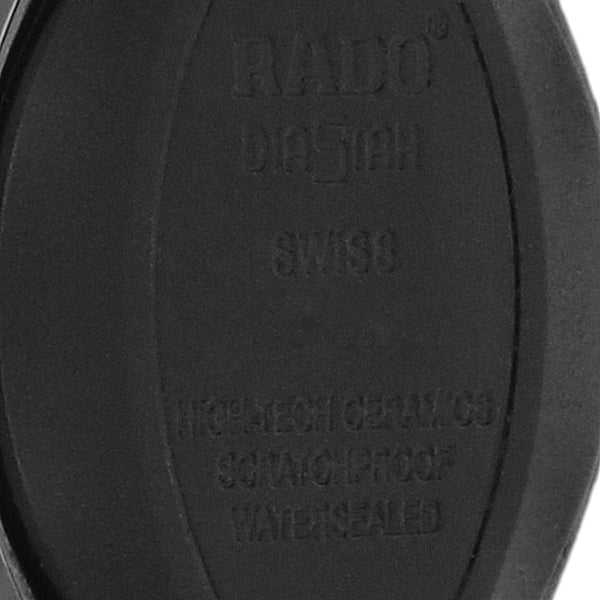 RADO®
DIASTAR
SWISS
HIGH-TECH CERAMICS
SCRATCHPROOF
WATERSEALED